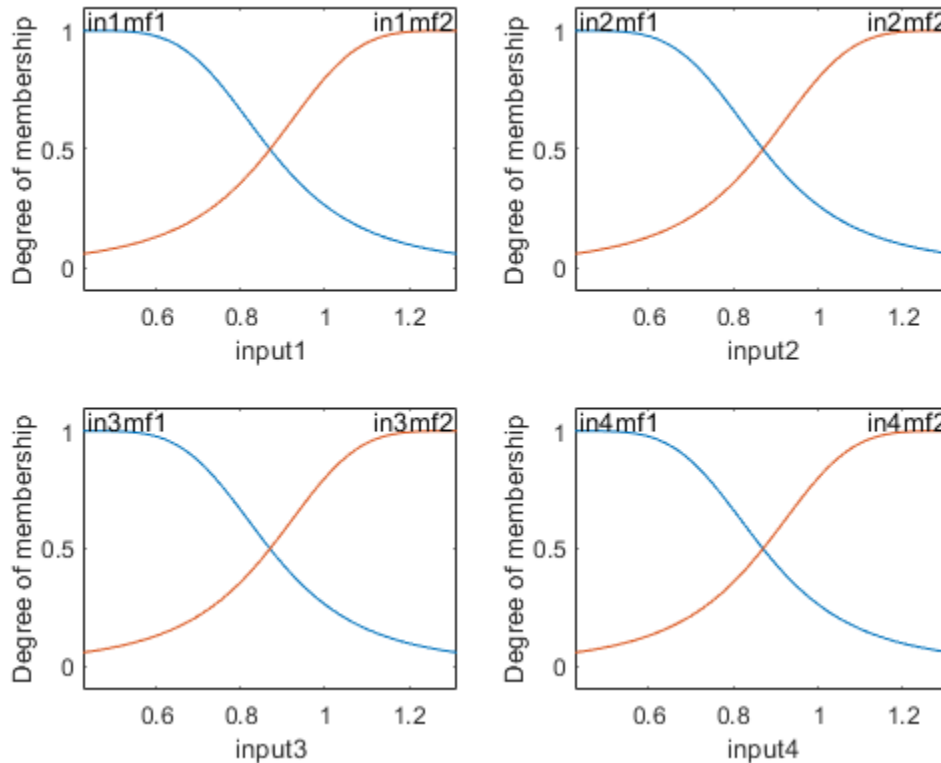 in1mf1 in1mf2
Degree of membership
1
0.5
0
0.6 0.8 1 1.2
input1
in2mf1 in2mf2
Degree of membership
1
0.5
0
0.6 0.8 1 1.2
input2
in3mf1 in3mf2
Degree of membership
1
0.5
0
0.6 0.8 1 1.2
input3
in4mf1 in4mf2
Degree of membership
1
0.5
0
0.6 0.8 1 1.2
input4